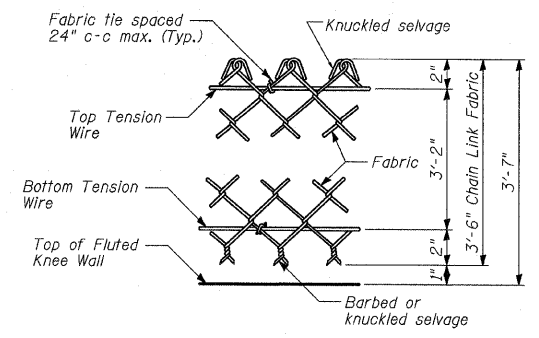 Fabric tie spaced
24" c-c max. (Typ.)
Knuckled selvage
Top Tension
Wire
Fabric
Bottom Tension
Wire
Top of Fluted
Knee Wall
Barbed or
knuckled selvage
2"
3'-2"
2"
1"
3'-6" Chain Link Fabric
3'-7"